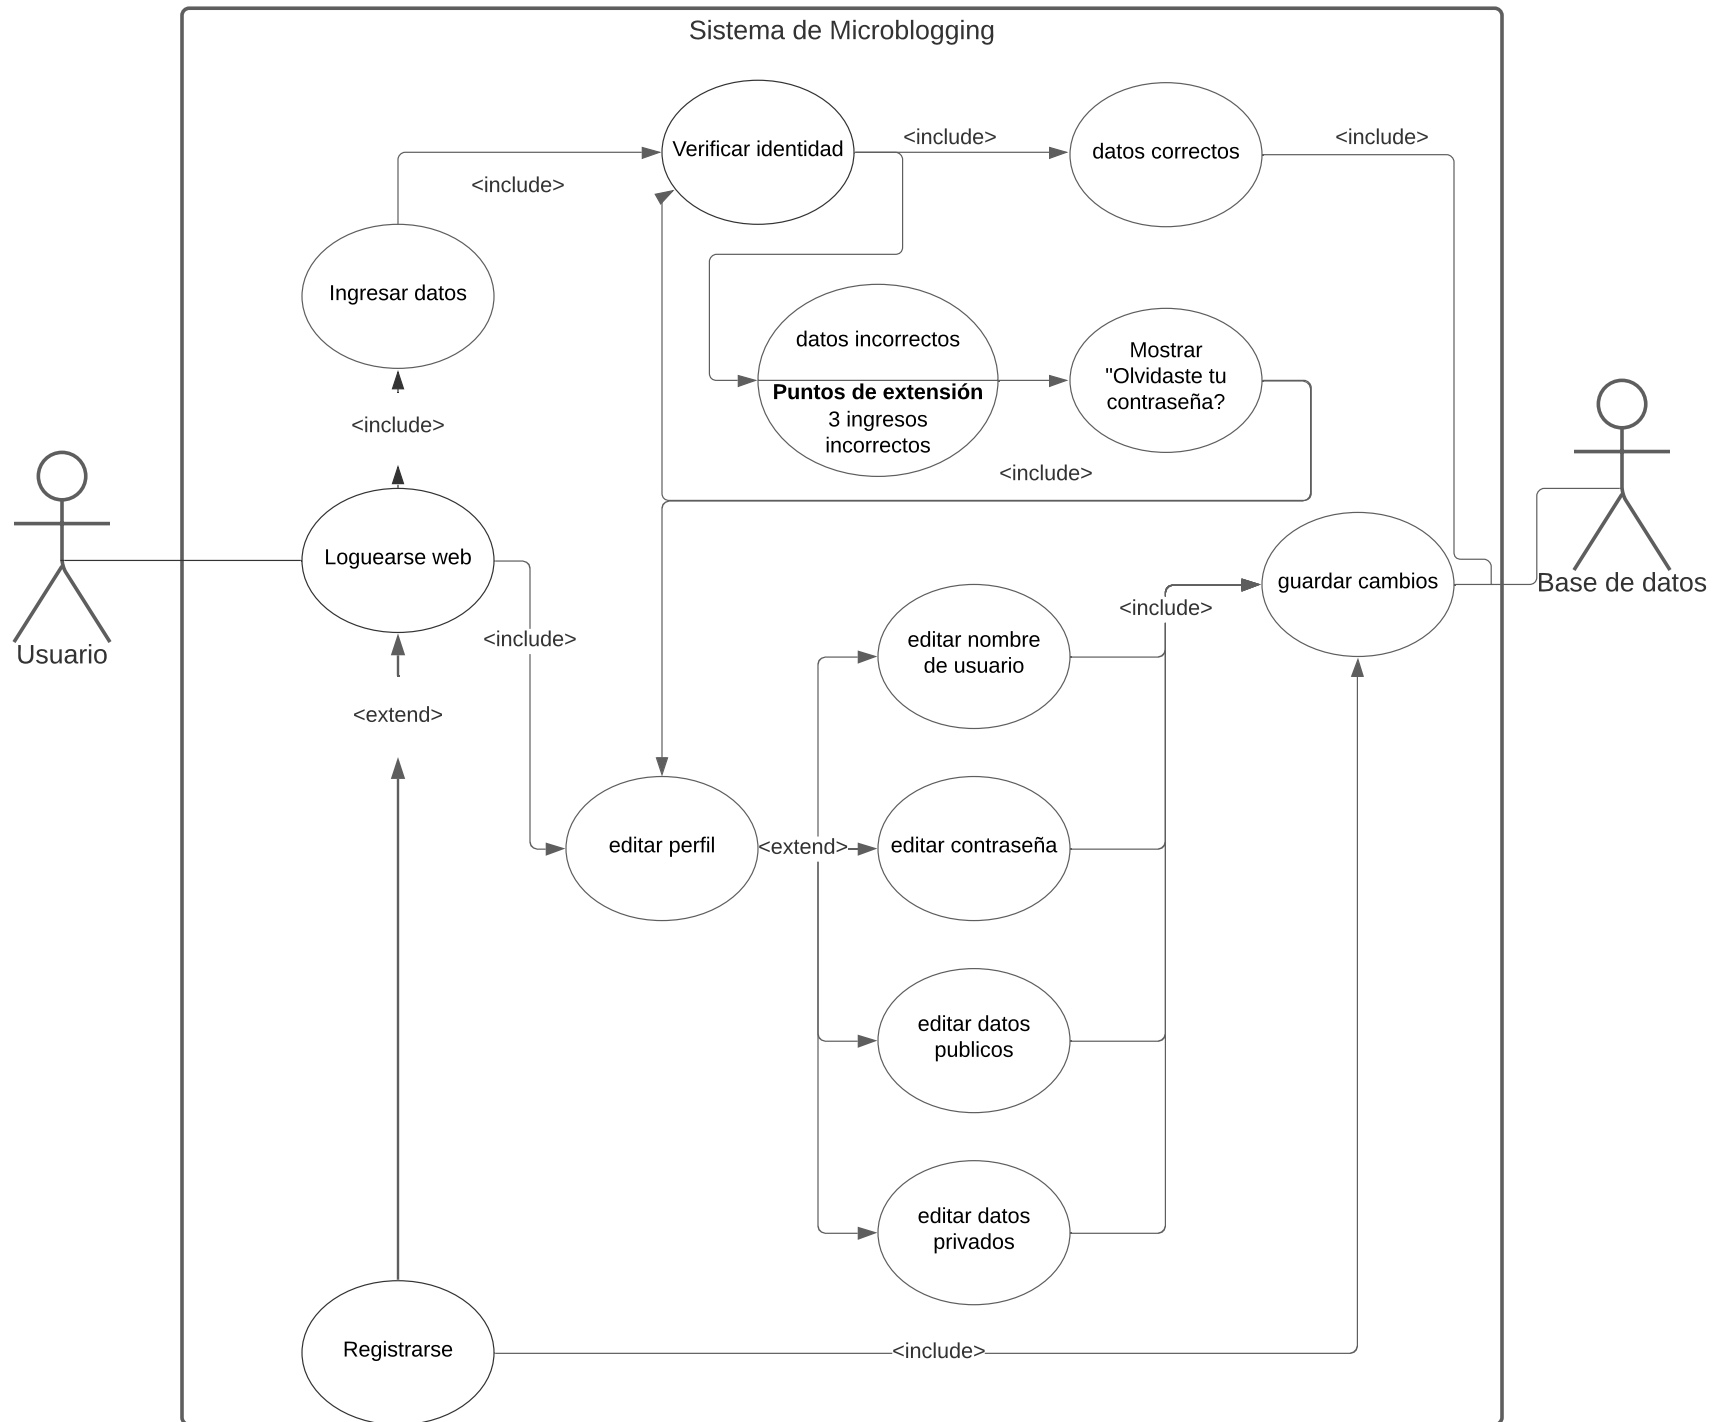 Sistema de Microblogging
Verificar identidad
<include>
datos correctos
<include>
<include>
Ingresar datos
datos incorrectos
Puntos de extensión
3 ingresos
incorrectos
Mostrar
"Olvidaste tu
contraseña?
<include>
<include>
Loguearse web
Usuario
guardar cambios
Base de datos
<include>
<include>
editar nombre
de usuario
<extend>
editar perfil
<extend>
editar contraseña
editar datos
publicos
editar datos
privados
Registrarse
<include>